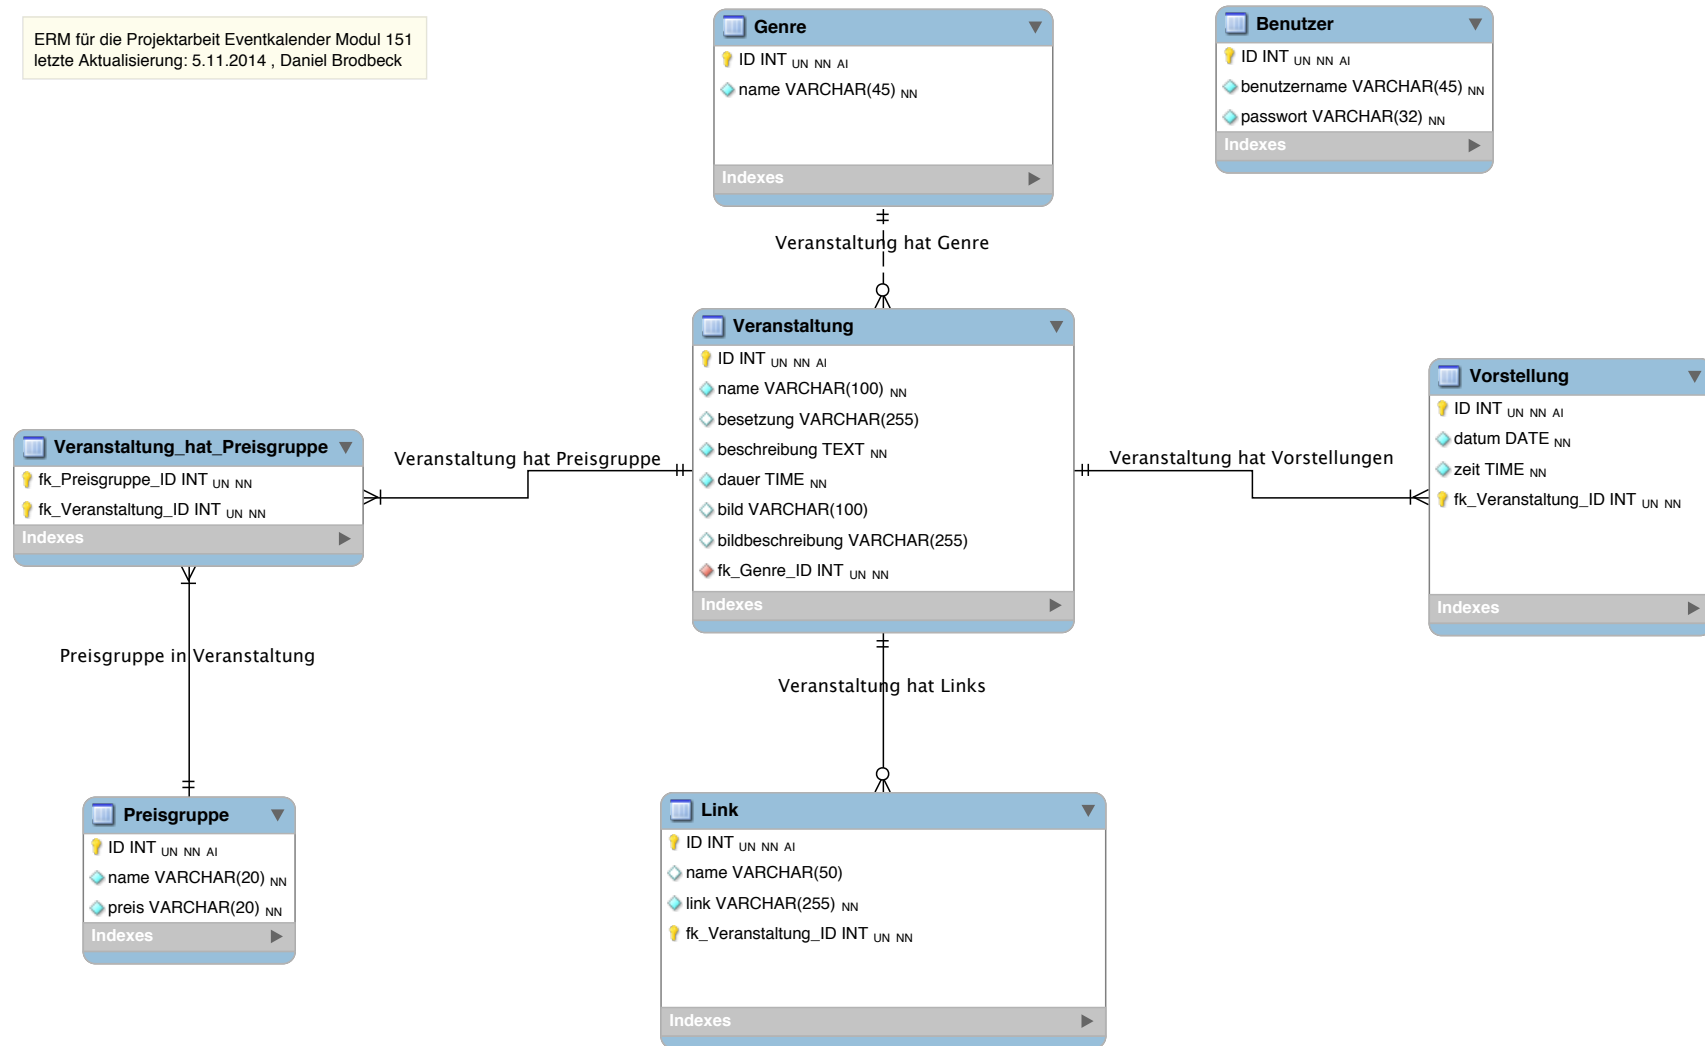 ERM für die Projektarbeit Eventkalender Modul 151
letzte Aktualisierung: 5.11.2014 , Daniel Brodbeck
Genre
ID INT UN NN AI
name VARCHAR(45) NN
Indexes
Benutzer
ID INT UN NN AI
benutzername VARCHAR(45) NN
passwort VARCHAR(32) NN
Indexes
Veranstaltung hat Genre
Veranstaltung
ID INT UN NN AI
name VARCHAR(100) NN
besetzung VARCHAR(255)
beschreibung TEXT NN
dauer TIME NN
bild VARCHAR(100)
bildbeschreibung VARCHAR(255)
fk_Genre_ID INT UN NN
Indexes
Veranstaltung_hat_Preisgruppe
fk_Preisgruppe_ID INT UN NN
fk_Veranstaltung_ID INT UN NN
Indexes
Veranstaltung hat Preisgruppe
Veranstaltung hat Vorstellungen
Vorstellung
ID INT UN NN AI
datum DATE NN
zeit TIME NN
fk_Veranstaltung_ID INT UN NN
Indexes
Preisgruppe in Veranstaltung
Veranstaltung hat Links
Preisgruppe
ID INT UN NN AI
name VARCHAR(20) NN
preis VARCHAR(20) NN
Indexes
Link
ID INT UN NN AI
name VARCHAR(50)
link VARCHAR(255) NN
fk_Veranstaltung_ID INT UN NN
Indexes